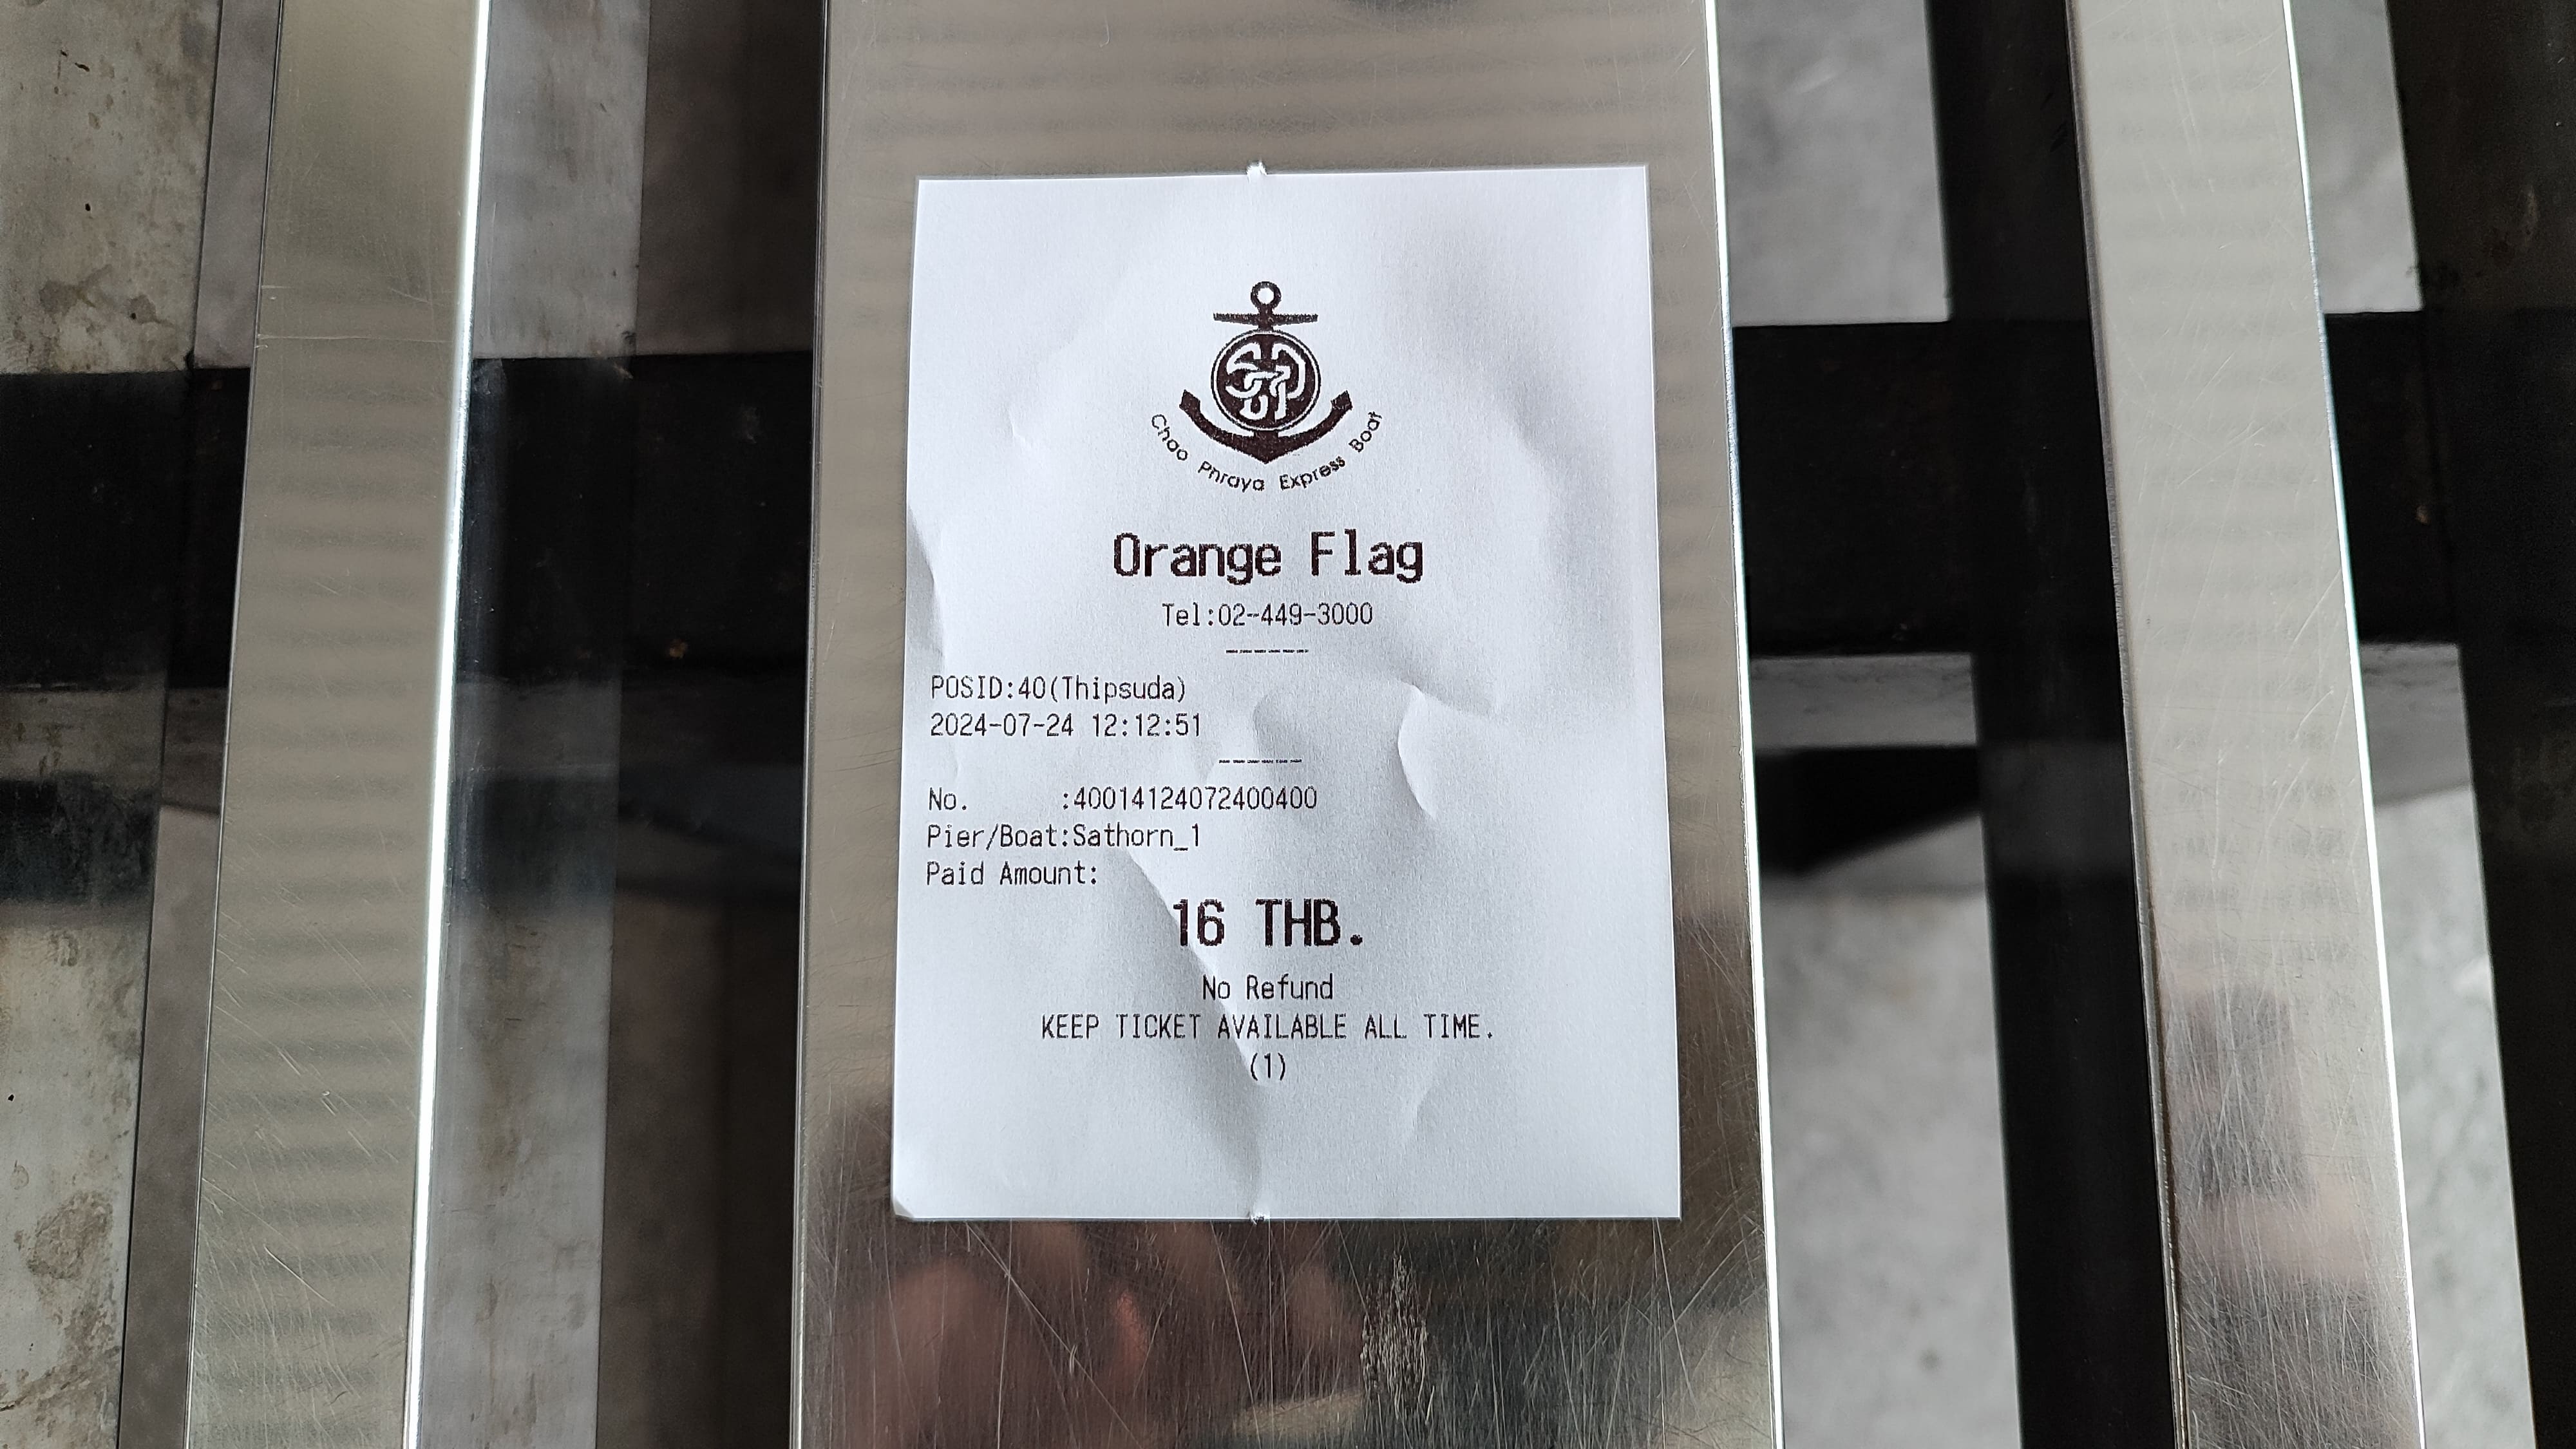 Chao Phraya Express Boat
Orange Flag
Tel:02-449-3000
POSID:40(Thipsuda)
2024-07-24 12:12:51
No. :40014124072400400
Pier/Boat:Sathorn_1
Paid Amount:
16 THB.
No Refund
KEEP TICKET AVAILABLE ALL TIME.
(1)